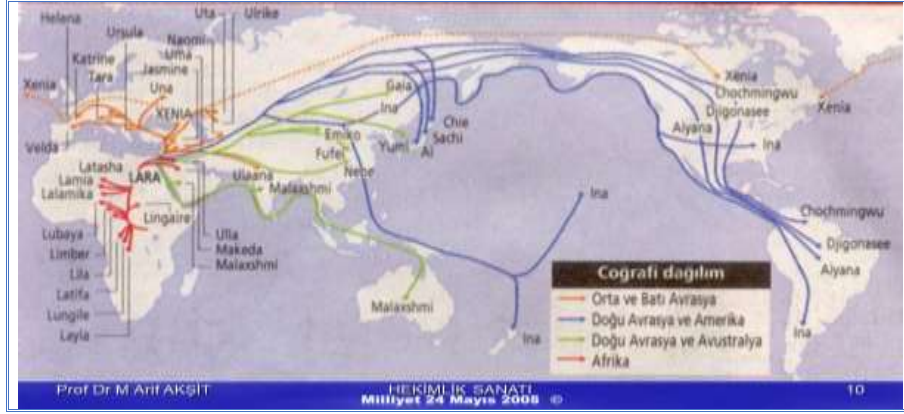 Helena
Ursula
Uta
Ulrike
Katrine
Naomi
Tara
Uma
Jasmine
Xenia
Una
XENIA
Velda
Latasha
Lamia
LARA
Lalamika
Lingaire
Lubaya
Limber
Lila
Latifa
Lungile
Layla
Ulla
Makeda
Malaxshmi
Ulaana
Malaxshmi
Gaia
Ina
Emiko
Fufei
Yumi
Nebe
Chie
Sachi
Ai
Malaxshmi
Ina
Ina
Xenia
Chochmingwu
Djigonasee
Aiyana
Xenia
Ina
Chochmingwu
Djigonasee
Aiyana
Ina
Coğrafi dağılım
Orta ve Batı Avrasya
Doğu Avrasya ve Amerika
Doğu Avrasya ve Avustralya
Afrika
Prof Dr M Arif AKŞİT
HEKİMLİK SANATI
Milliyet 24 Mayıs 2008 ©
10